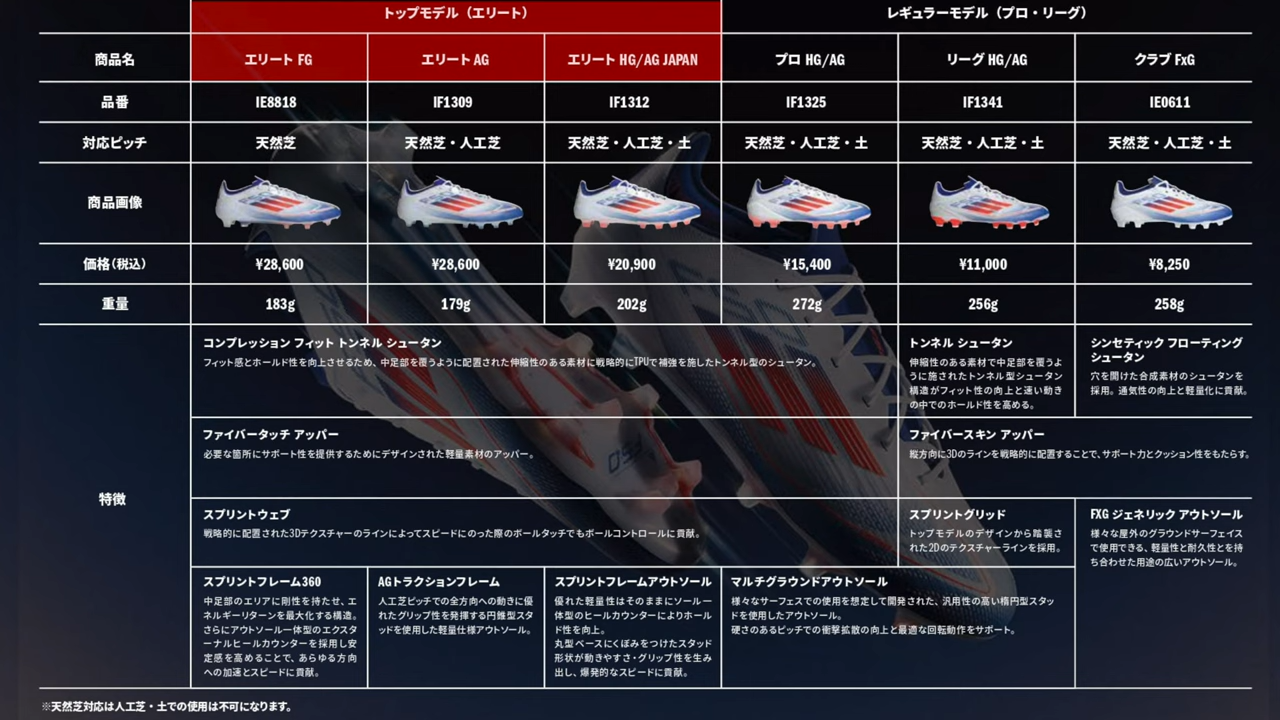 トップモデル（エリート）
レギュラーモデル（プロ・リーグ）
商品名
エリート FG
エリート AG
エリート HG/AG JAPAN
プロ HG/AG
リーグ HG/AG
クラブ FxG
品番
IE8818
IF1309
IF1312
IF1325
IF1341
IE0611
対応ピッチ
天然芝
天然芝・人工芝
天然芝・人工芝・土
天然芝・人工芝・土
天然芝・人工芝・土
天然芝・人工芝・土
商品画像
価格(税込)
¥28,600
¥28,600
¥20,900
¥15,400
¥11,000
¥8,250
重量
183g
179g
202g
272g
256g
258g
特徴
コンプレッション フィット トンネル シュータン
フィット感とホールド性を向上させるため、中足部を覆うように配置された伸縮性のある素材に戦略的にTPUで補強を施したトンネル型のシュータン。
トンネル シュータン
伸縮性のある素材で中足部を覆うよ
うに施されたトンネル型シュータン
構造がフィット性の向上と速い動き
の中でのホールド性を高める。
シンセティック フローティング
シュータン
穴を開けた合成素材のシュータンを
採用。通気性の向上と軽量化に貢献。
ファイバータッチ アッパー
必要な箇所にサポート性を提供するためにデザインされた軽量素材のアッパー。
ファイバースキン アッパー
縦方向に3Dのラインを戦略的に配置することで、サポート力とクッション性をもたらす。
スプリントウェブ
戦略的に配置された3Dテクスチャーのラインによってスピードにのった際のボールタッチでもボールコントロールに貢献。
スプリントグリッド
トップモデルのデザインから踏襲さ
れた2Dのテクスチャーラインを採用。
FXG ジェネリック アウトソール
様々な屋外のグラウンドサーフェイス
で使用できる、軽量性と耐久性とを持
ち合わせた用途の広いアウトソール。
スプリントフレーム360
中足部のエリアに剛性を持たせ、エ
ネルギーリターンを最大化する構造。
さらにアウトソール一体型のエクスタ
ーナルヒールカウンターを採用し安
定感を高めることで、あらゆる方向
への加速とスピードに貢献。
AGトラクションフレーム
人工芝ピッチでの全方向への動きに優
れたグリップ性を発揮する円錐型スタ
ッドを使用した軽量仕様アウトソール。
スプリントフレームアウトソール
優れた軽量性はそのままにソール一
体型のヒールカウンターによりホール
ド性を向上。
丸型ベースにくぼみをつけたスタッド
形状が動きやすさ・グリップ性を生み
出し、爆発的なスピードに貢献。
マルチグラウンドアウトソール
様々なサーフェスでの使用を想定して開発された、汎用性の高い楕円型スタッ
ドを使用したアウトソール。
硬さのあるピッチでの衝撃拡散の向上と最適な回転動作をサポート。
※天然芝対応は人工芝・土での使用は不可になります。